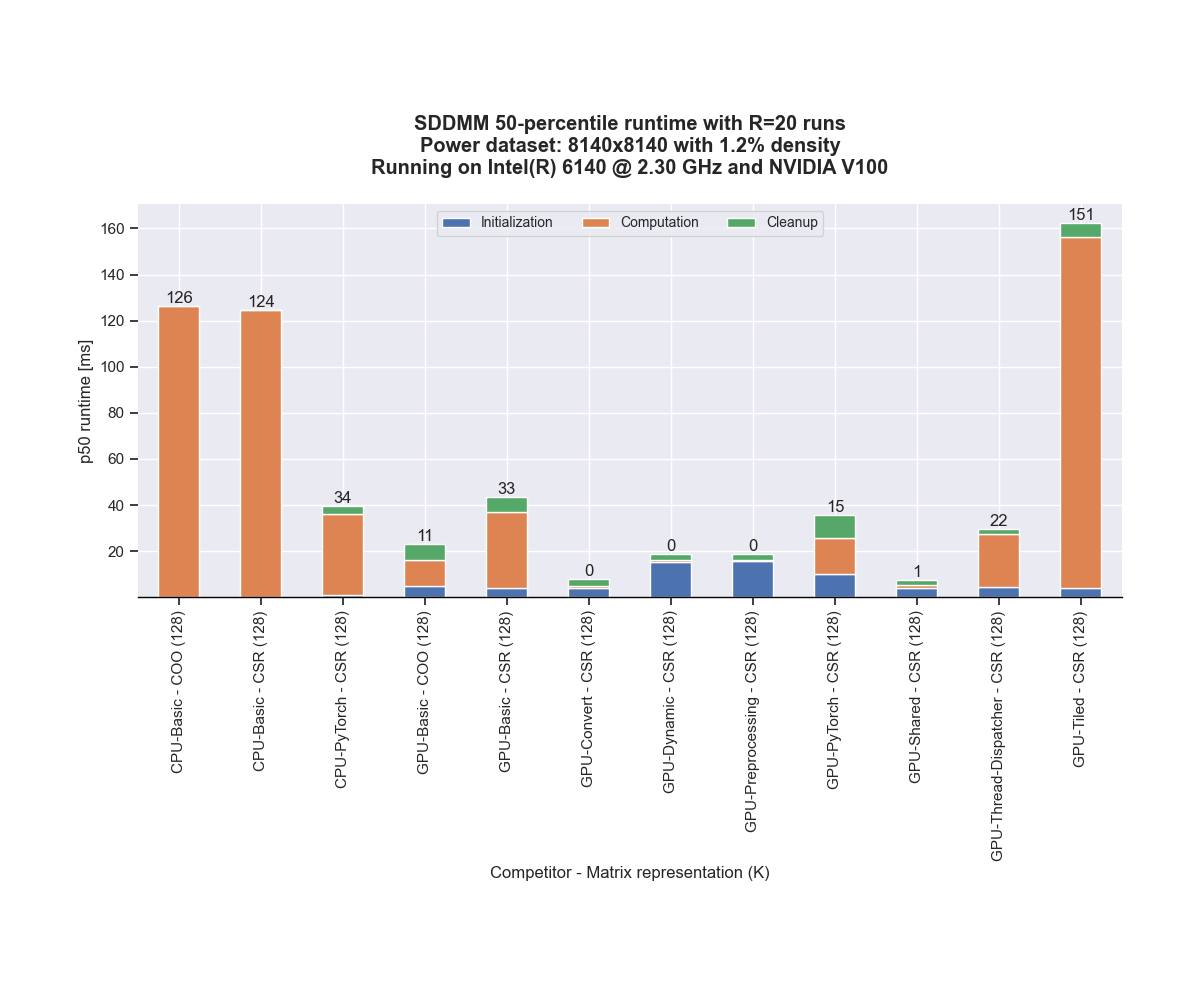 SDDMM 50-percentile runtime with R=20 runs
Power dataset: 8140x8140 with 1.2% density
Running on Intel(R) 6140 @ 2.30 GHz and NVIDIA V100
Initialization
Computation
Cleanup
p50 runtime [ms]
160
140
120
100
80
60
40
20
126
124
34
11
33
0
0
0
15
1
22
151
CPU-Basic - COO (128)
CPU-Basic - CSR (128)
CPU-PyTorch - CSR (128)
GPU-Basic - COO (128)
GPU-Basic - CSR (128)
GPU-Convert - CSR (128)
GPU-Dynamic - CSR (128)
GPU-Preprocessing - CSR (128)
GPU-PyTorch - CSR (128)
GPU-Shared - CSR (128)
GPU-Thread-Dispatcher - CSR (128)
GPU-Tiled - CSR (128)
Competitor - Matrix representation (K)